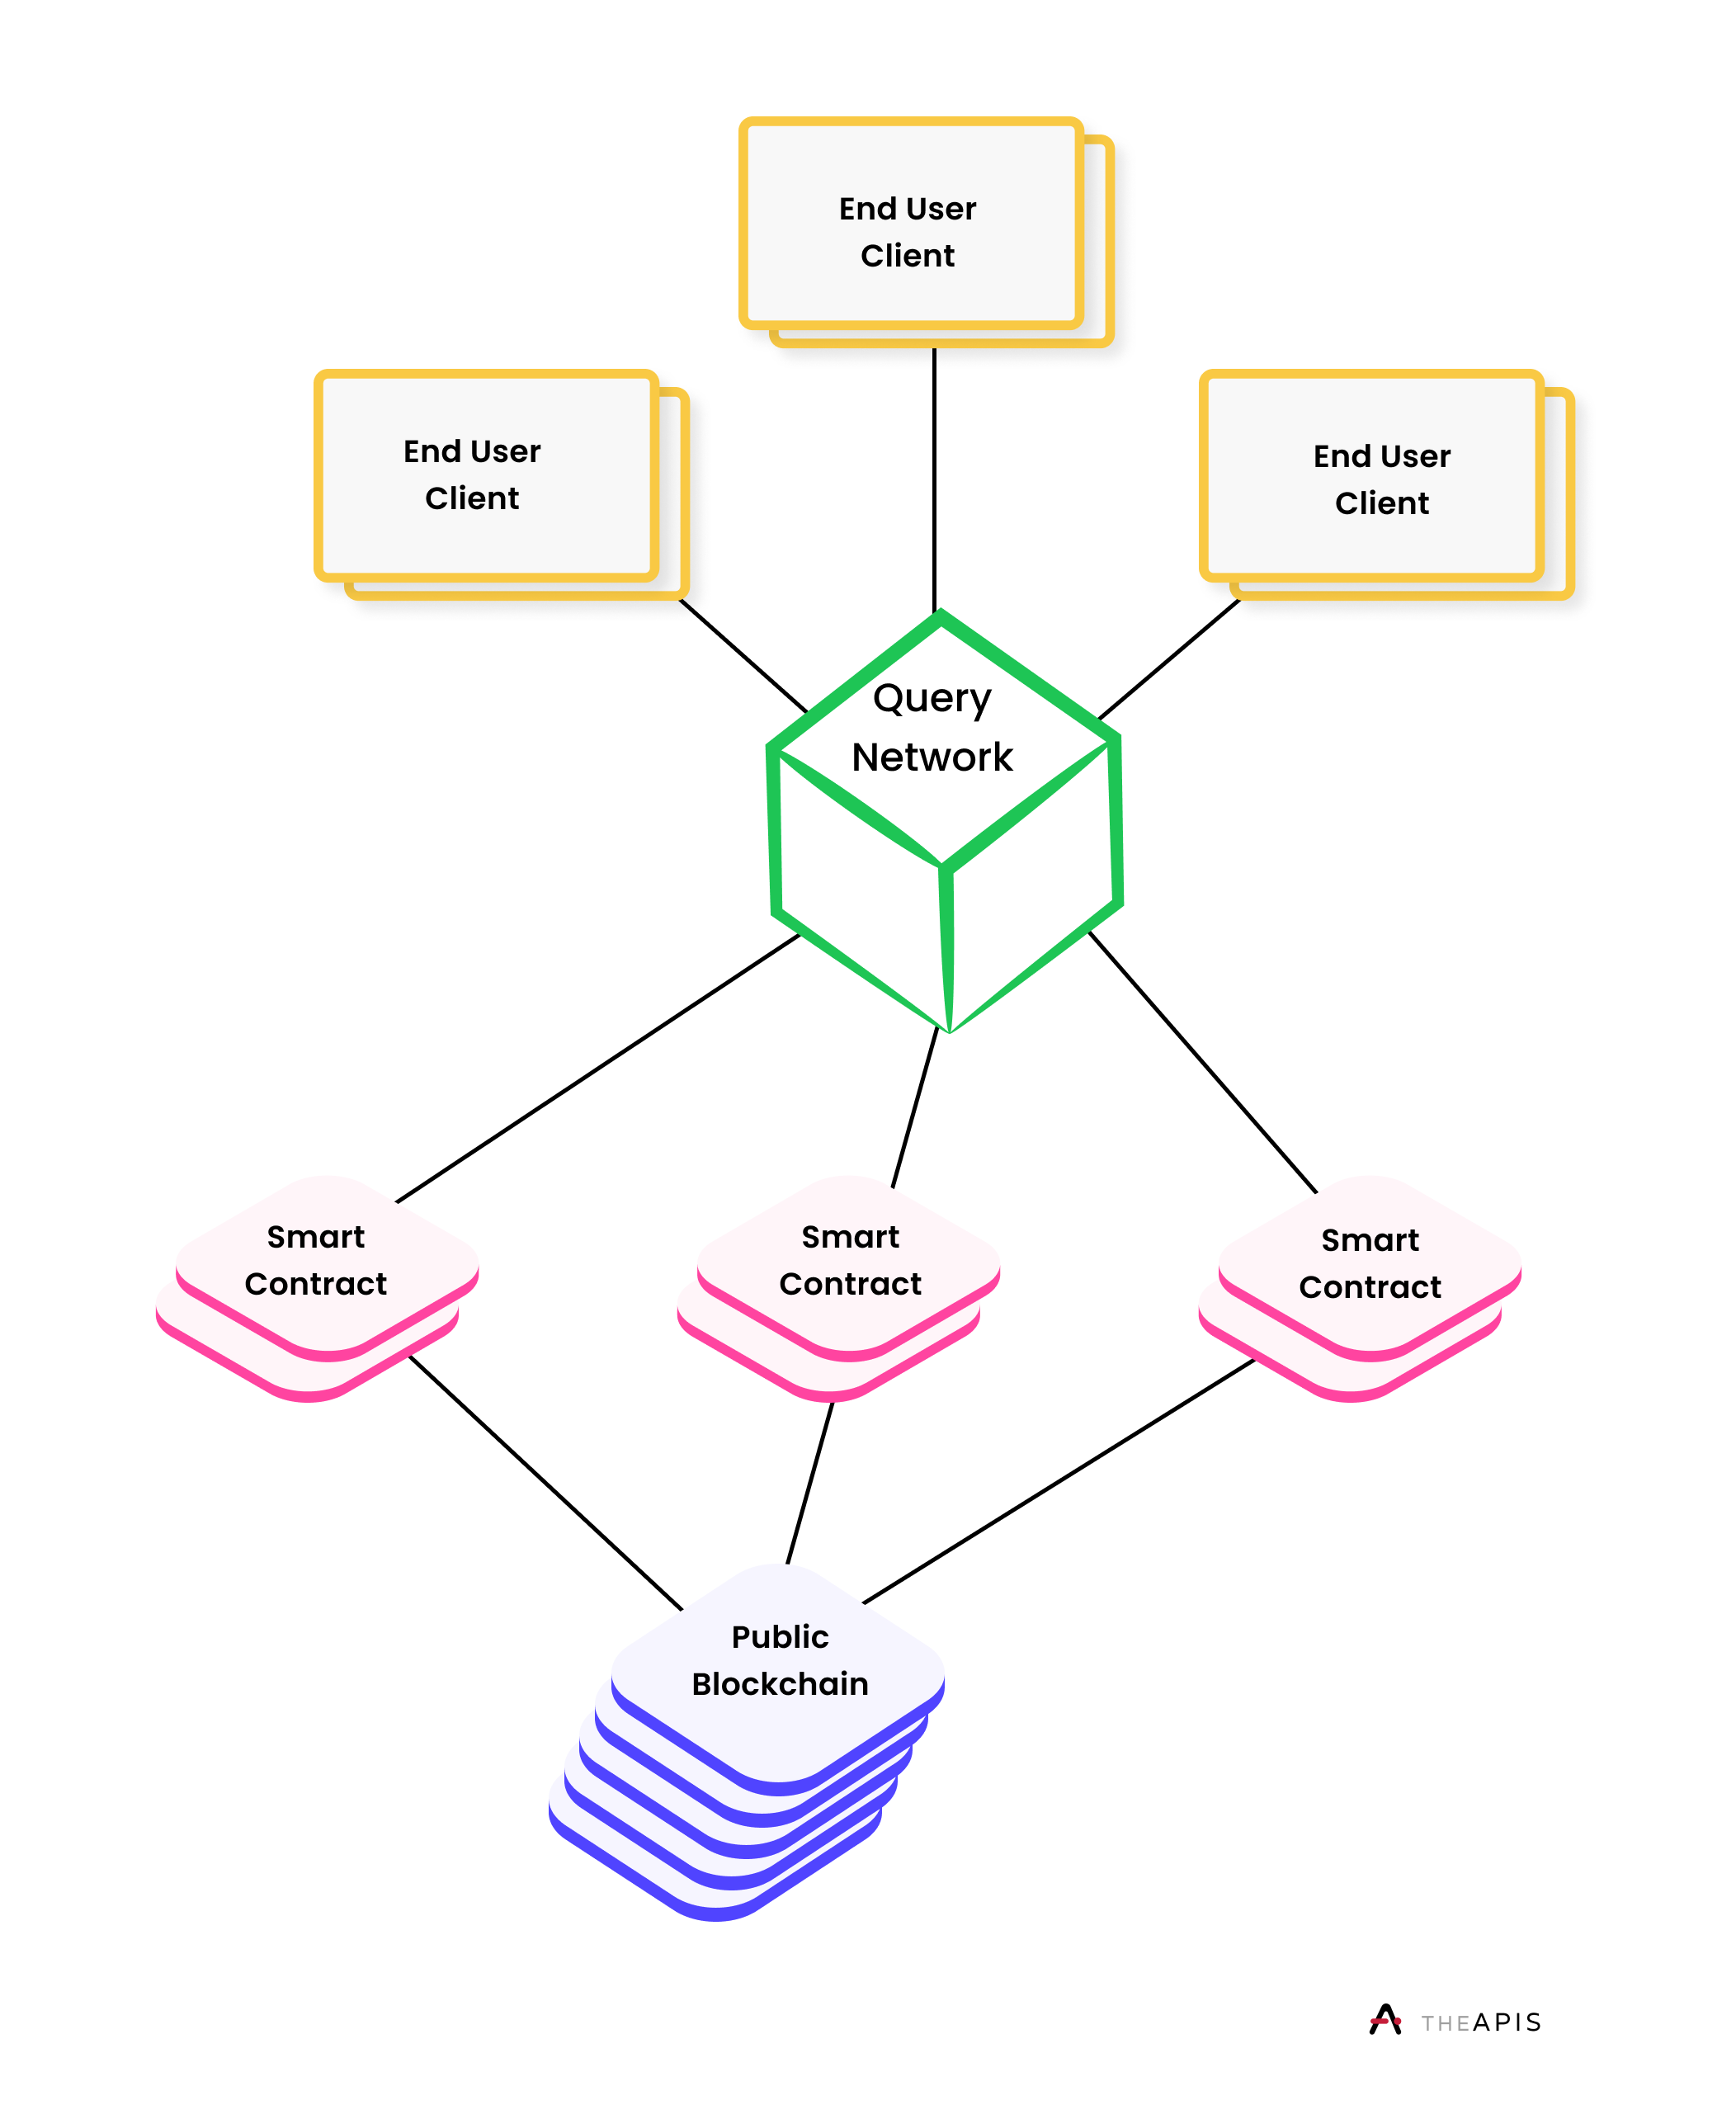 End User
Client
End User
Client
End User
Client
Query
Network
Smart
Contract
Smart
Contract
Smart
Contract
Public
Blockchain
THEAPIS